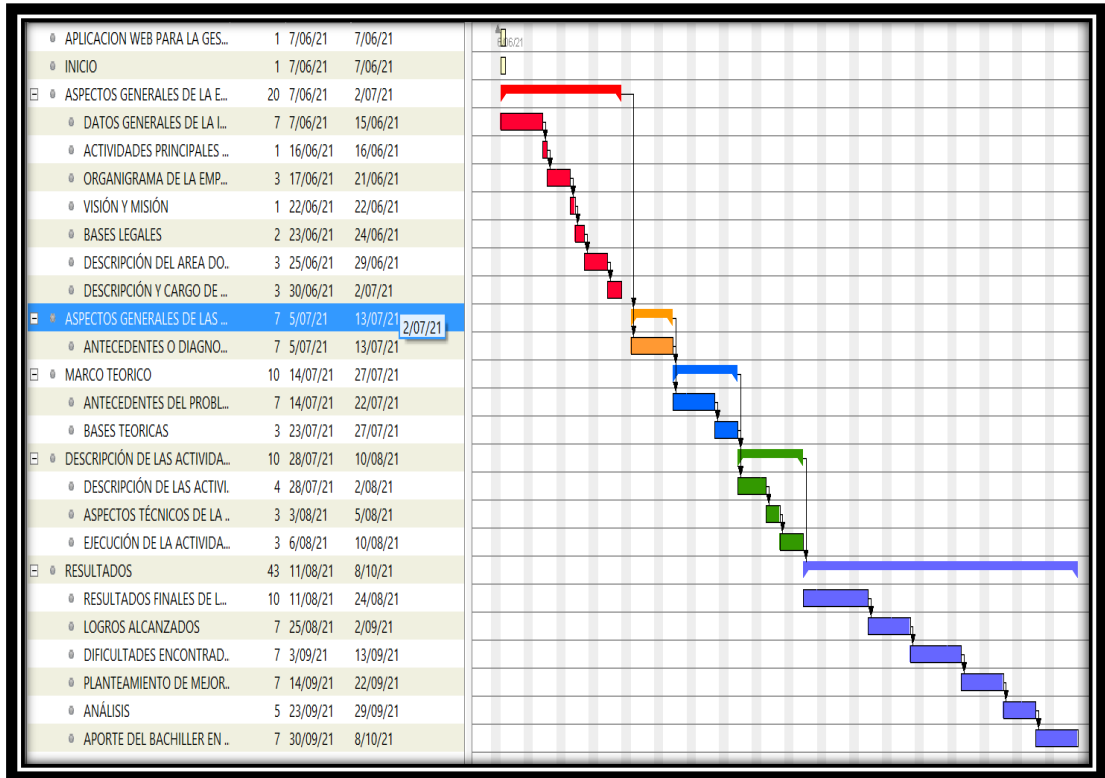 APLICACION WEB PARA LA GES... 1 7/06/21 7/06/21
6/06/21
INICIO 1 7/06/21 7/06/21
ASPECTOS GENERALES DE LA E... 20 7/06/21 2/07/21
DATOS GENERALES DE LA I... 7 7/06/21 15/06/21
ACTIVIDADES PRINCIPALES ... 1 16/06/21 16/06/21
ORGANIGRAMA DE LA EMP... 3 17/06/21 21/06/21
VISIÓN Y MISIÓN 1 22/06/21 22/06/21
BASES LEGALES 2 23/06/21 24/06/21
DESCRIPCIÓN DEL AREA DO.. 3 25/06/21 29/06/21
DESCRIPCIÓN Y CARGO DE ... 3 30/06/21 2/07/21
ASPECTOS GENERALES DE LAS ... 7 5/07/21 13/07/21
2/07/21
ANTECEDENTES O DIAGNO... 7 5/07/21 13/07/21
MARCO TEORICO 10 14/07/21 27/07/21
ANTECEDENTES DEL PROBL... 7 14/07/21 22/07/21
BASES TEORICAS 3 23/07/21 27/07/21
DESCRIPCIÓN DE LAS ACTIVIDA... 10 28/07/21 10/08/21
DESCRIPCIÓN DE LAS ACTIVI. 4 28/07/21 2/08/21
ASPECTOS TÉCNICOS DE LA .. 3 3/08/21 5/08/21
EJECUCIÓN DE LA ACTIVIDA... 3 6/08/21 10/08/21
RESULTADOS 43 11/08/21 8/10/21
RESULTADOS FINALES DE L... 10 11/08/21 24/08/21
LOGROS ALCANZADOS 7 25/08/21 2/09/21
DIFICULTADES ENCONTRAD.. 7 3/09/21 13/09/21
PLANTEAMIENTO DE MEJOR.. 7 14/09/21 22/09/21
ANÁLISIS 5 23/09/21 29/09/21
APORTE DEL BACHILLER EN .. 7 30/09/21 8/10/21